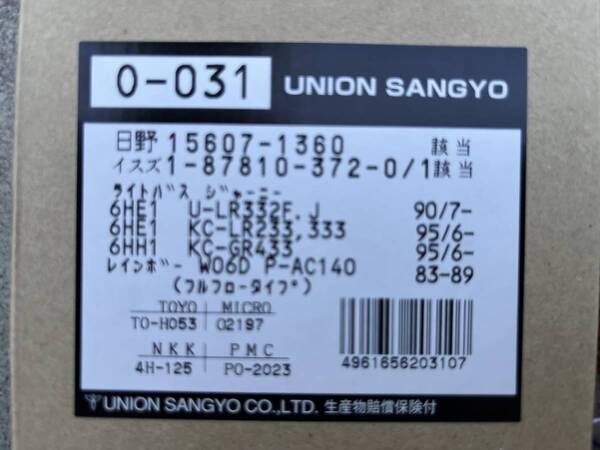 O-031 UNION SANGYO
日野 15607-1360 該当
イスズ 1-87810-372-0/1 該当
ライトバス ジャーニー
6HE1 U-LR332F.J 90/7-
6HE1 KC-LR233,333 95/6-
6HH1 KC-GR433 95/6-
レインボー W06D P-AC140 83-89
(フルフロータイプ)
TOYO MICRO
TO-H053 O2197
NKK PMC
4H-125 PO-2023
4961656203107
UNION SANGYO CO.,LTD. 生産物賠償保険付